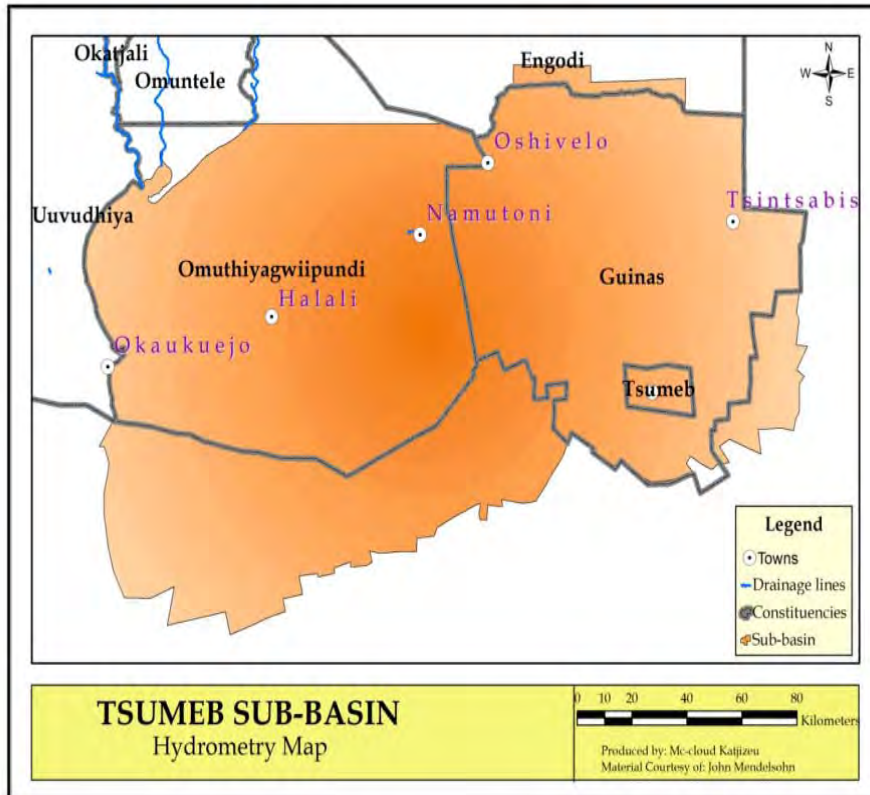 Okatjali
Omuntele
Engodi
N
W E
S
Oshivelo
Tsintsabis
Uuvudhiya
Namutoni
Omuthiyagwiipundi
Guinas
Halali
Okaukuejo
Tsumeb
Legend
Towns
Drainage lines
Constituencies
Sub-basin
TSUMEB SUB-BASIN
Hydrometry Map
0 10 20 40 60 80
Kilometers
Produced by: Mc-cloud Katjizeu
Material Courtesy of: John Mendelsohn